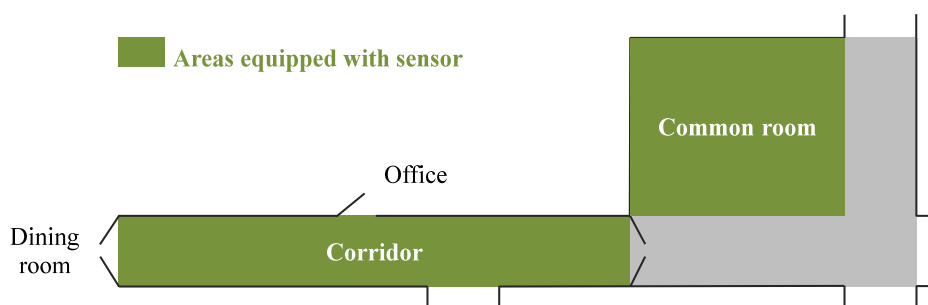 Areas equipped with sensor
Common room
Office
Dining
room
Corridor